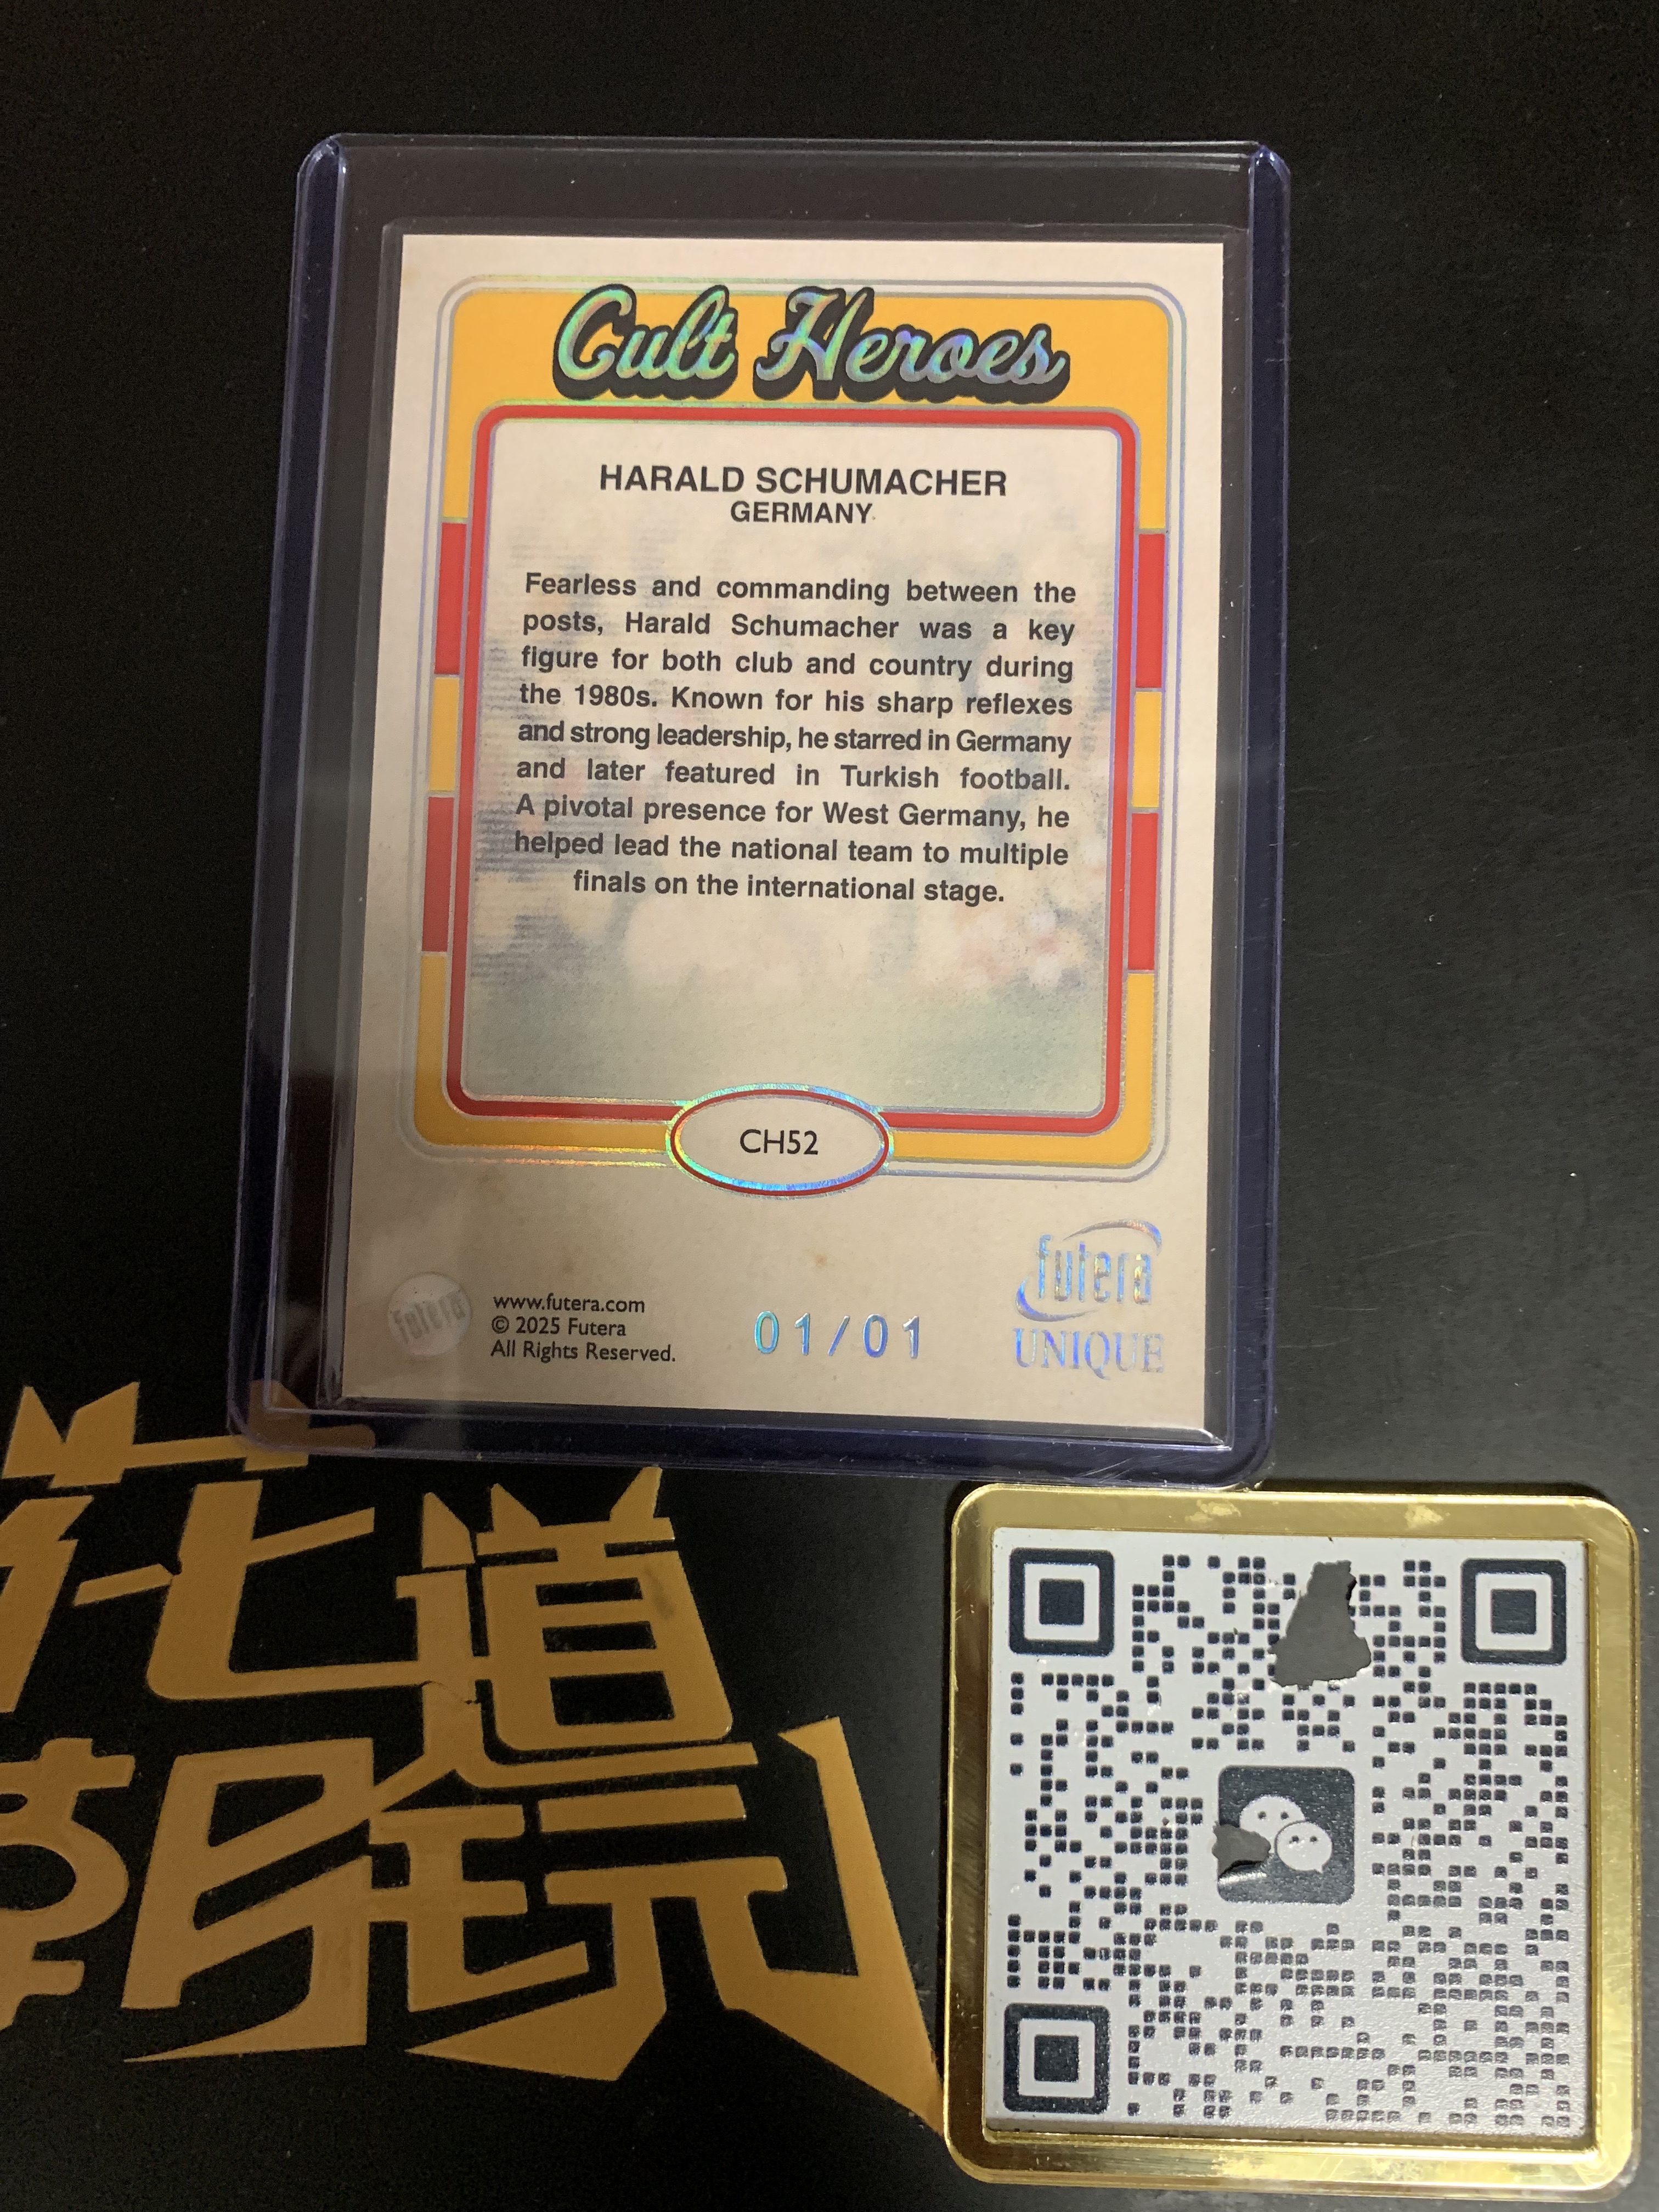 Cult Heroes
HARALD SCHUMACHER
GERMANY
Fearless and commanding between the
posts, Harald Schumacher was a key
figure for both club and country during
the 1980s. Known for his sharp reflexes
and strong leadership, he starred in Germany
and later featured in Turkish football.
A pivotal presence for West Germany, he
helped lead the national team to multiple
finals on the international stage.
CH52
futera
www.futera.com
© 2025 Futera
All Rights Reserved.
01/01
futera
UNIQUE
道
玩